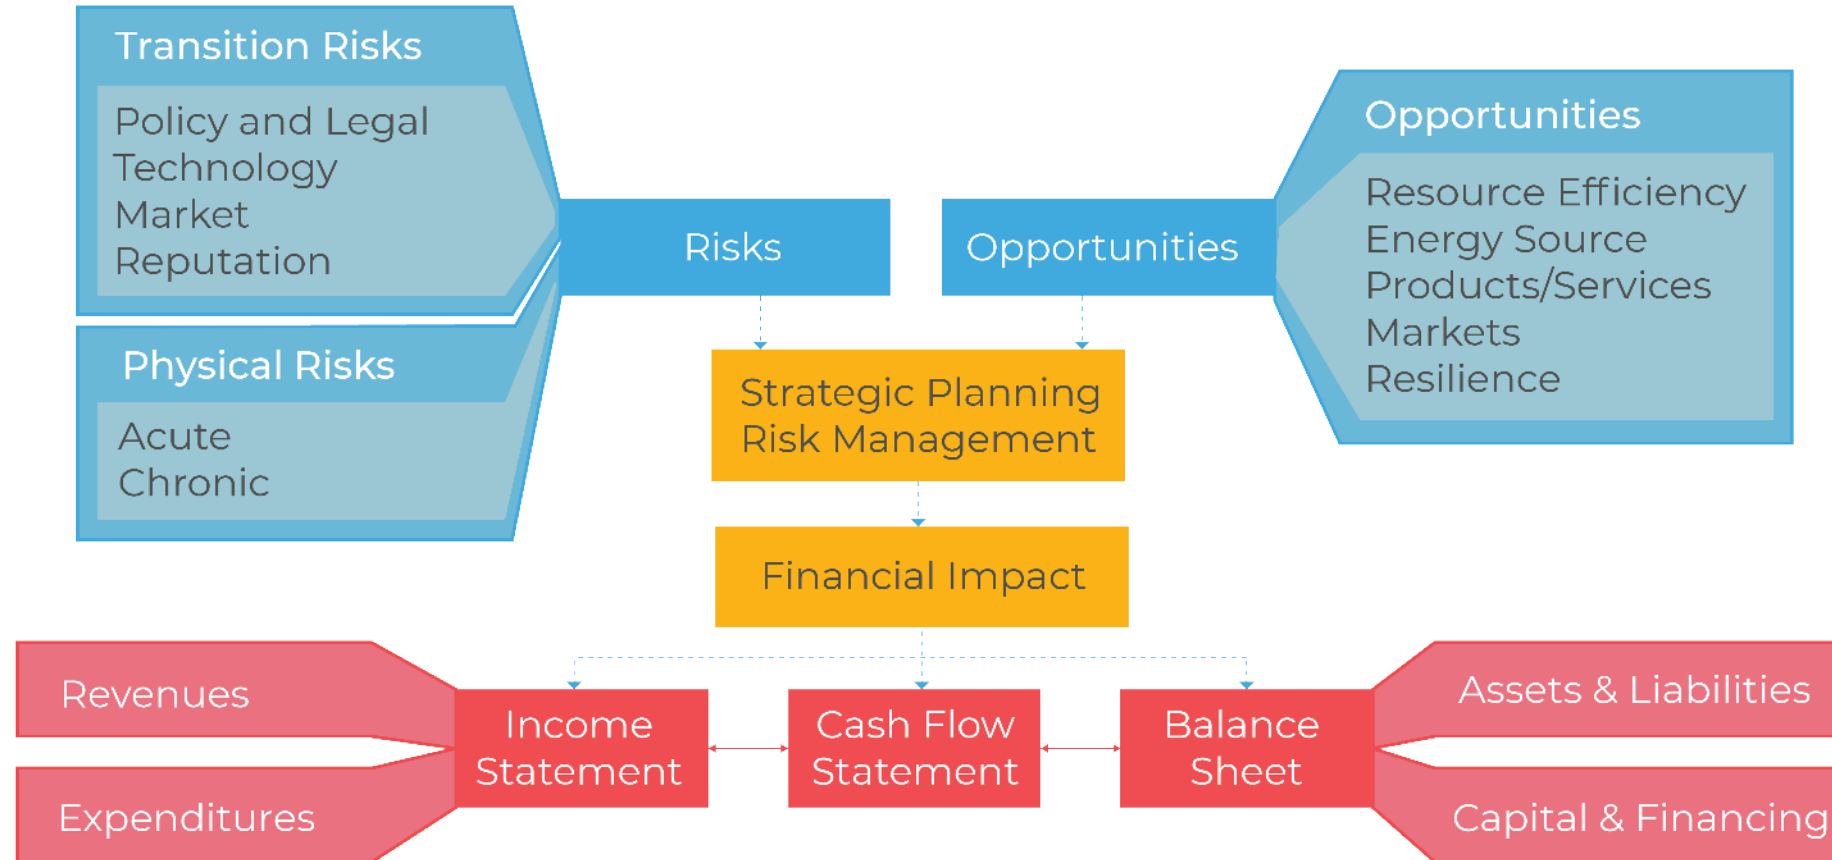 Transition Risks
Policy and Legal
Technology
Market
Reputation
Physical Risks
Acute
Chronic
Risks
Opportunities
Opportunities
Resource Efficiency
Energy Source
Products/Services
Markets
Resilience
Strategic Planning
Risk Management
Financial Impact
Revenues
Expenditures
Income
Statement
Cash Flow
Statement
Balance
Sheet
Assets & Liabilities
Capital & Financing